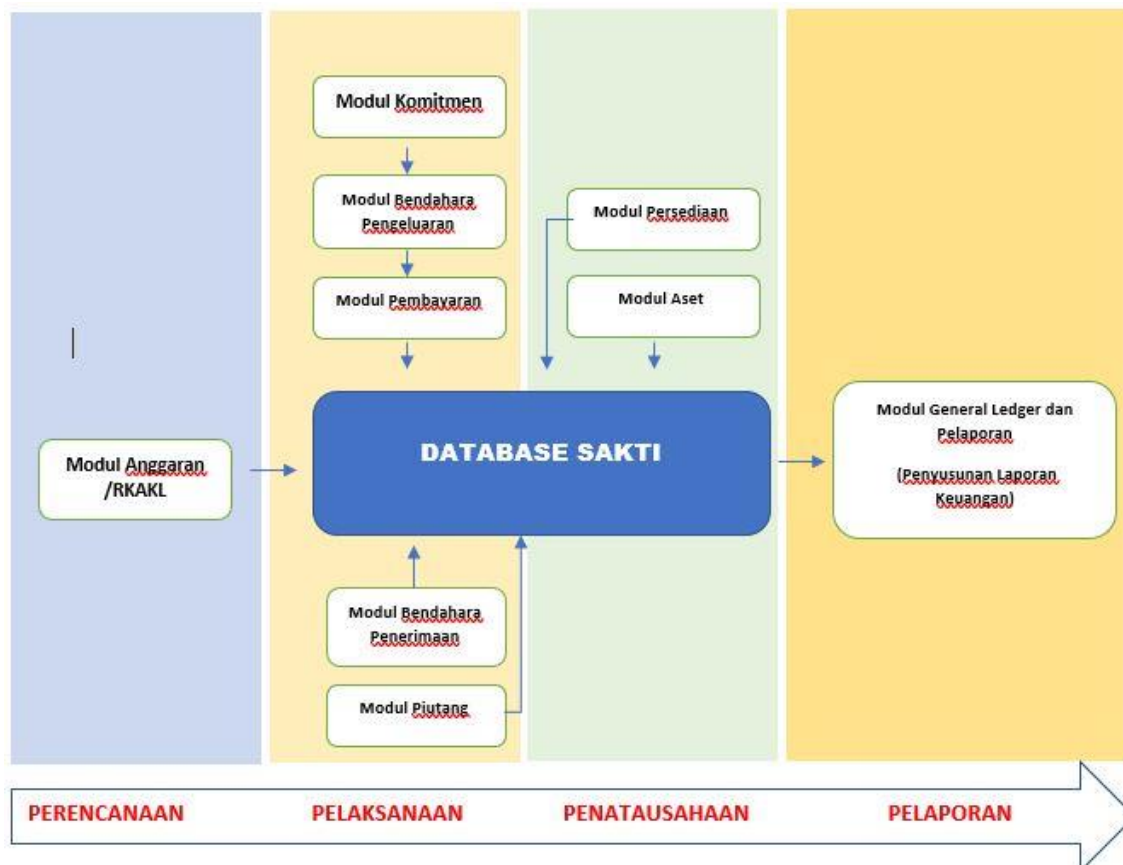 Modul Komitmen
Modul Bendahara
Pengeluaran
Modul Pembayaran
Modul Persediaan
Modul Aset
DATABASE SAKTI
Modul Anggaran
/RKAKL
Modul General Ledger dan
Pelaporan
(Penyusunan Laporan
Keuangan)
Modul Bendahara
Penerimaan
Modul Piutang
PERENCANAAN
PELAKSANAAN
PENATAUSAHAAN
PELAPORAN